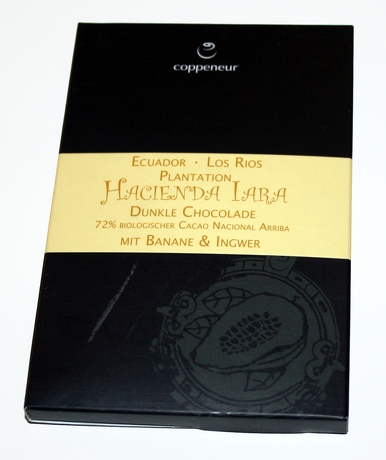 coppeneur
Ecuador · Los Rios
Plantation
Hacienda Iara
Dunkle Chocolade
72% biologischer Cacao Nacional Arriba
mit Banane & Ingwer